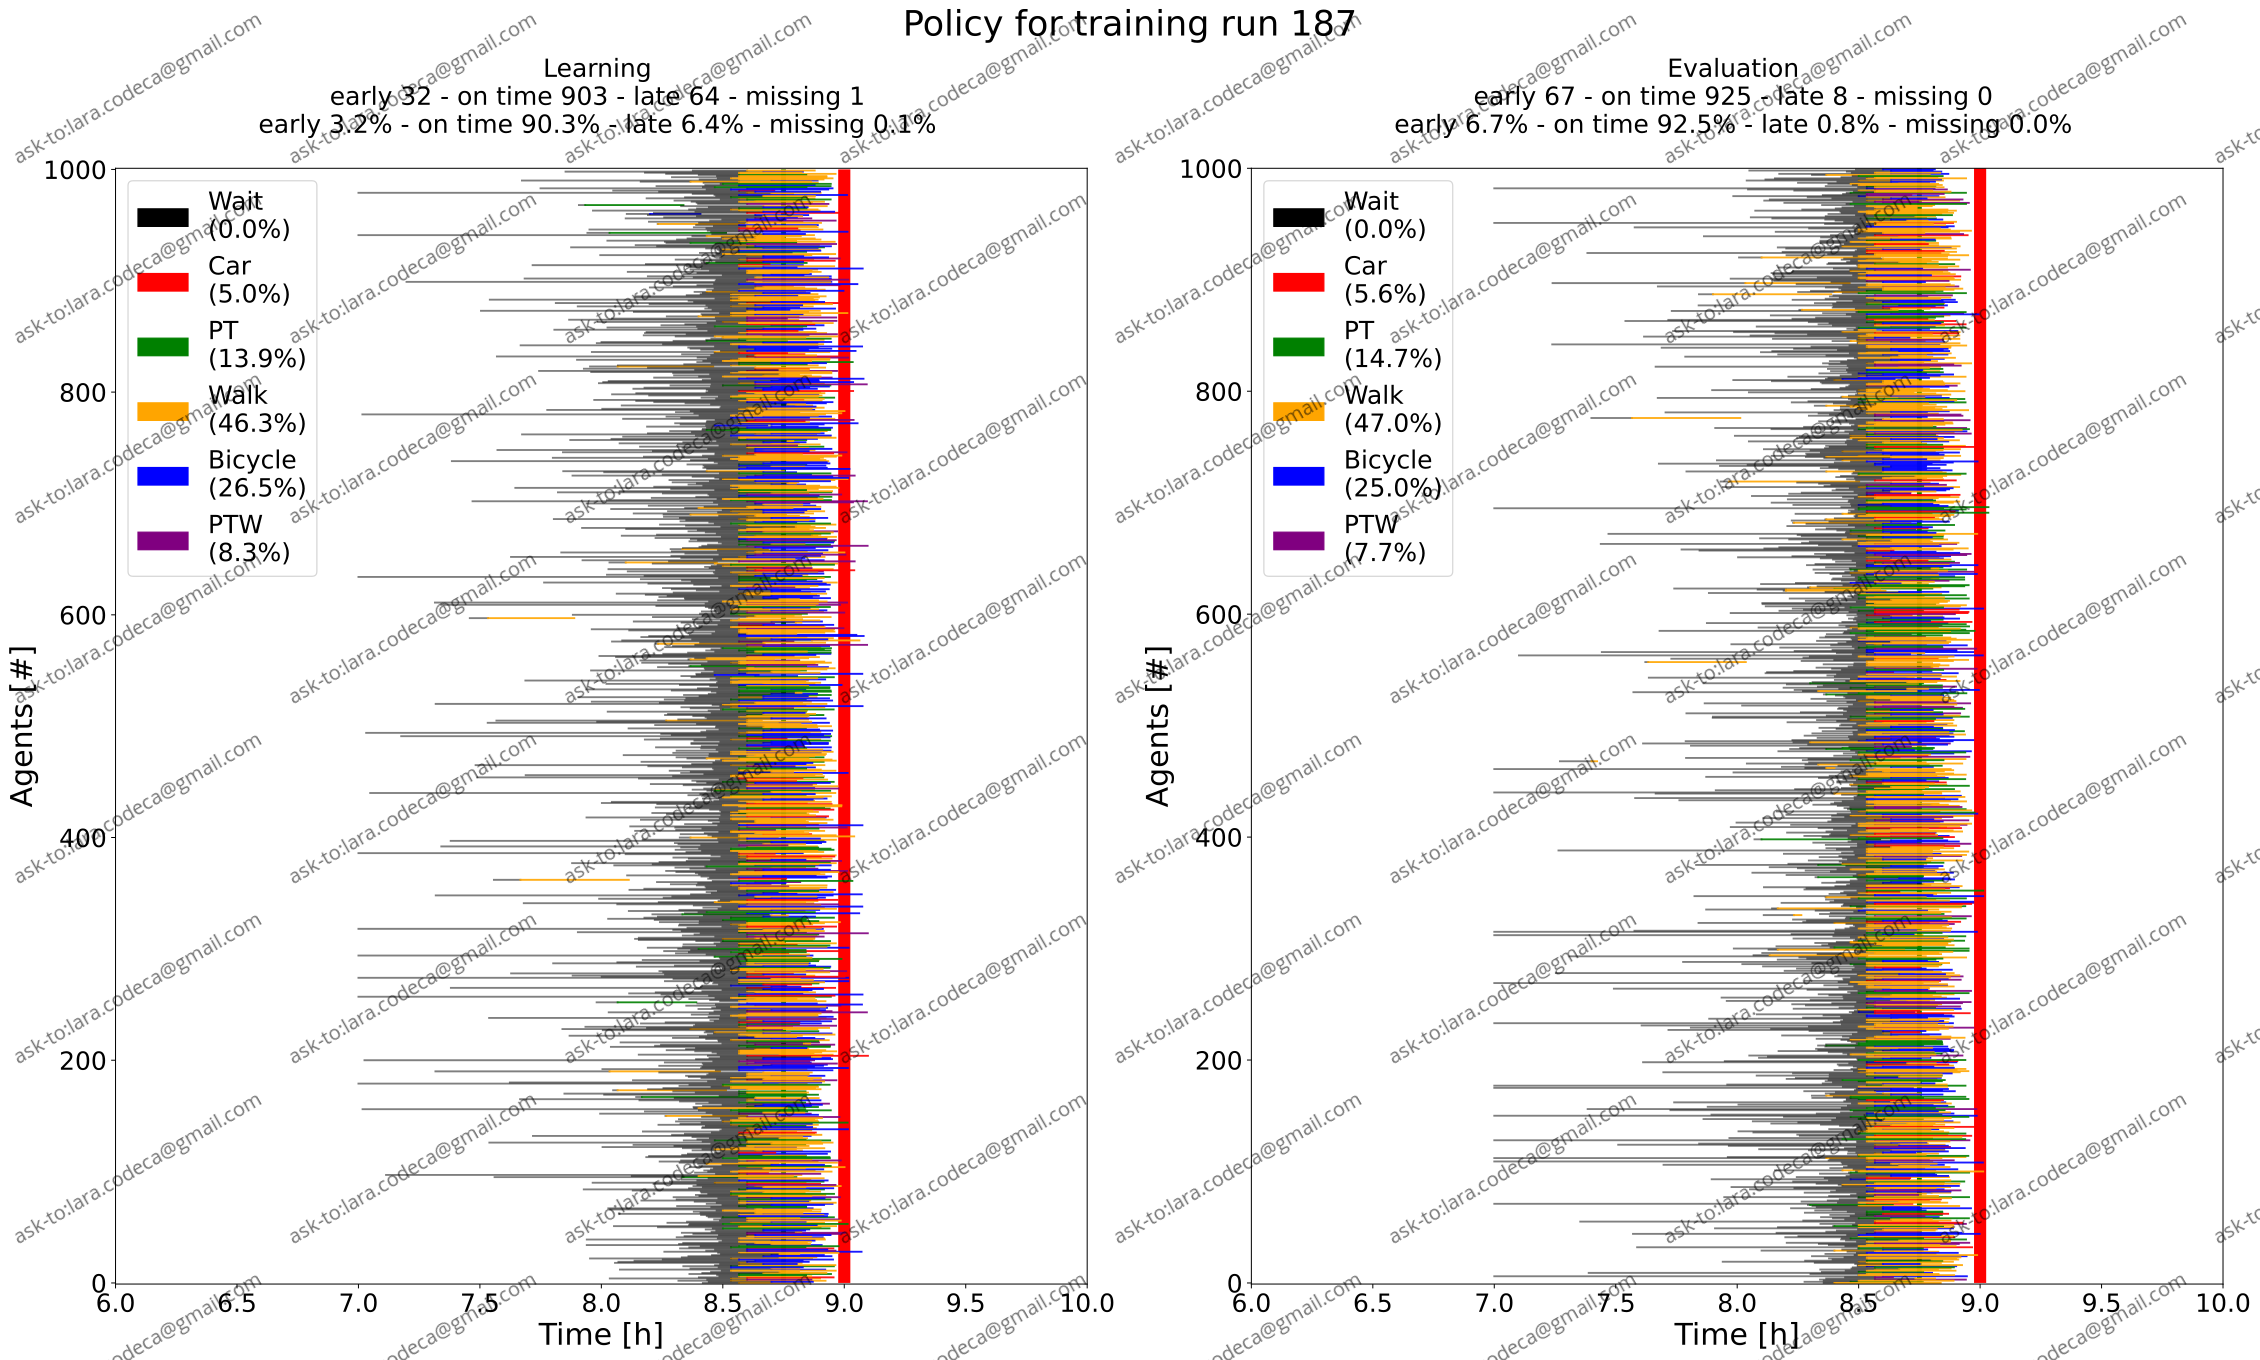 Policy for training run 187
Learning
early 32 - on time 903 - late 64 - missing 1
early 3.2% - on time 90.3% - late 6.4% - missing 0.1%
1000
800
600
400
200
0
Agents [#]
Wait
(0.0%)
Car
(5.0%)
PT
(13.9%)
Walk
(46.3%)
Bicycle
(26.5%)
PTW
(8.3%)
6.0 6.5 7.0 7.5 8.0 8.5 9.0 9.5 10.0
Time [h]
Evaluation
early 67 - on time 925 - late 8 - missing 0
early 6.7% - on time 92.5% - late 0.8% - missing 0.0%
1000
800
600
400
200
0
Agents [#]
Wait
(0.0%)
Car
(5.6%)
PT
(14.7%)
Walk
(47.0%)
Bicycle
(25.0%)
PTW
(7.7%)
6.0 6.5 7.0 7.5 8.0 8.5 9.0 9.5 10.0
Time [h]
ask-to:lara.codeca@gmail.com